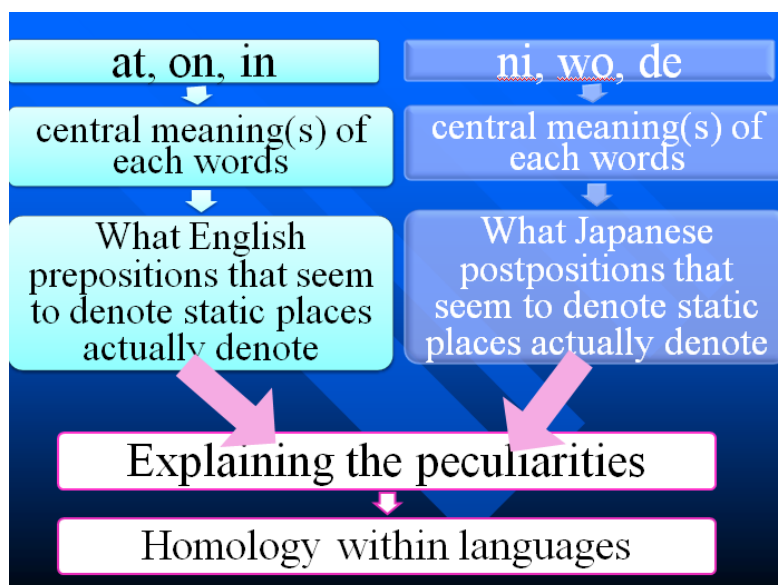 at, on, in
central meaning(s) of
each words
What English
prepositions that seem
to denote static places
actually denote
ni, wo, de
central meaning(s) of
each words
What Japanese
postpositions that
seem to denote static
places actually denote
Explaining the peculiarities
Homology within languages